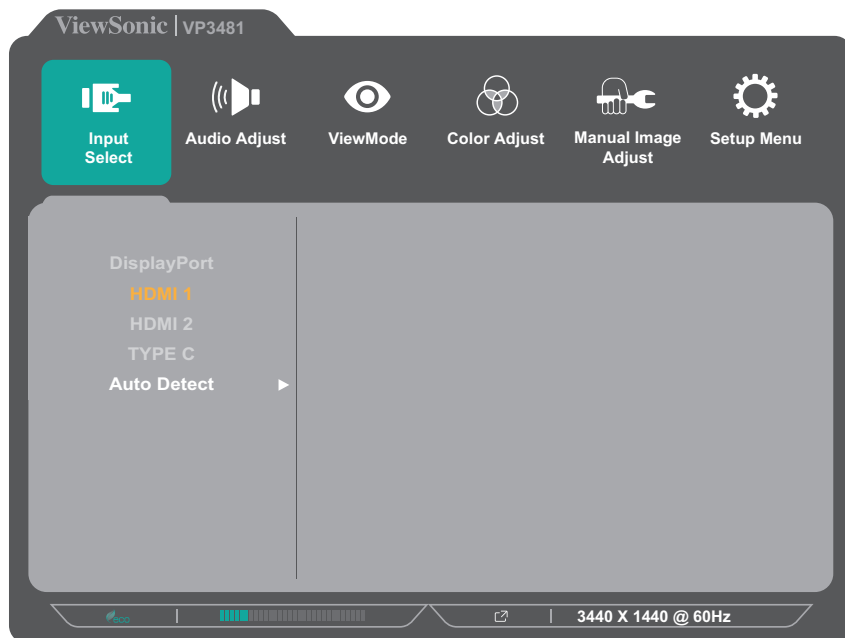 ViewSonic | VP3481
Input
Select
Audio Adjust
ViewMode
Color Adjust
Manual Image
Adjust
Setup Menu
DisplayPort
HDMI 1
HDMI 2
TYPE C
Auto Detect
eco
3440 X 1440 @ 60Hz